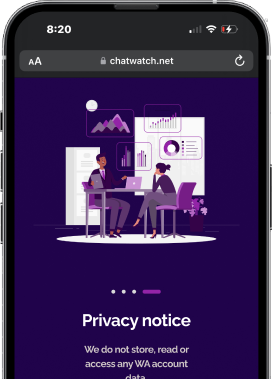 8:20
AA chatwatch.net
Privacy notice
We do not store, read or
access any WA account
data